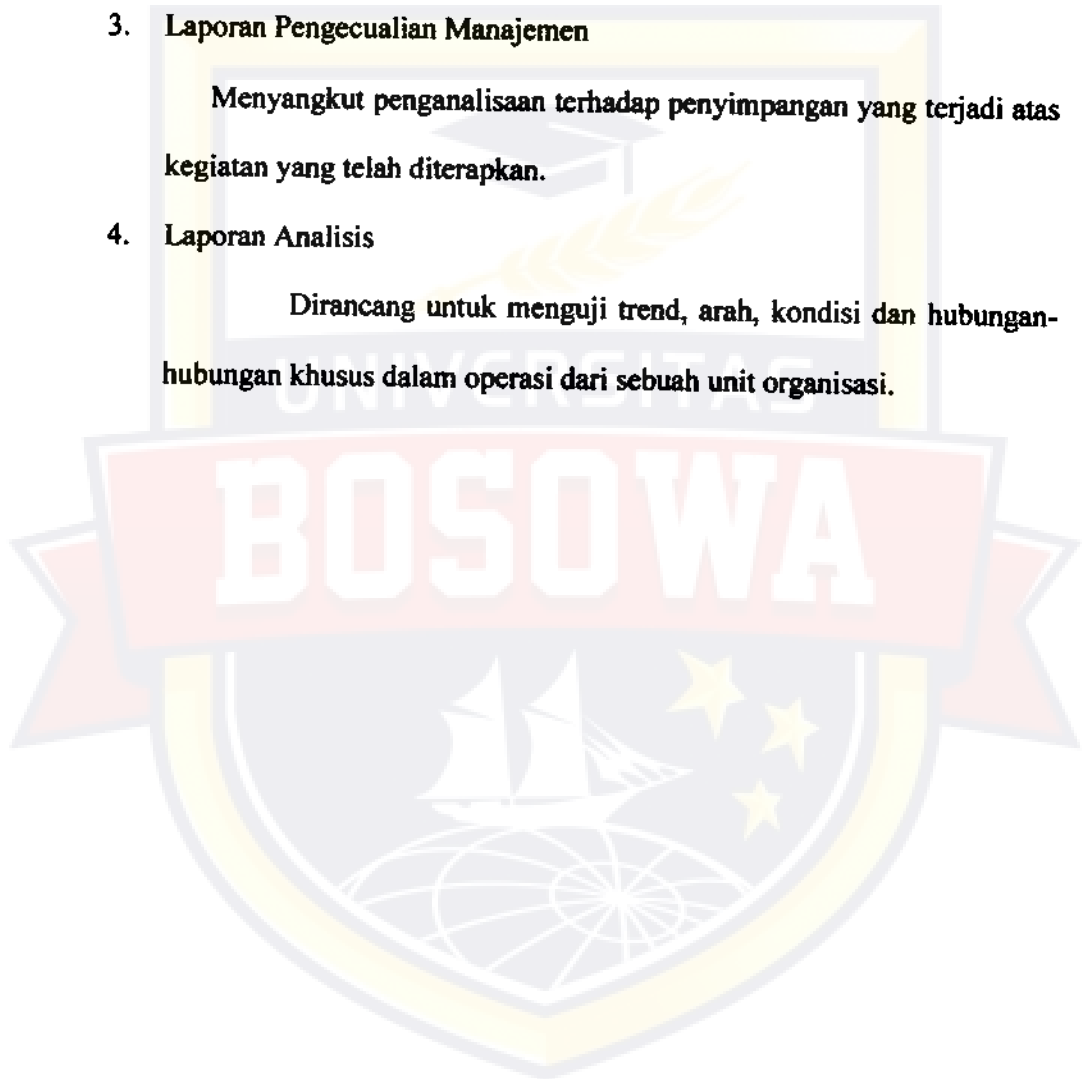 3. Laporan Pengecualian Manajemen
Menyangkut penganalisaan terhadap penyimpangan yang terjadi atas
kegiatan yang telah diterapkan.
4. Laporan Analisis
Dirancang untuk menguji trend, arah, kondisi dan hubungan-
hubungan khusus dalam operasi dari sebuah unit organisasi.
UNIVERSITAS
BOSOWA